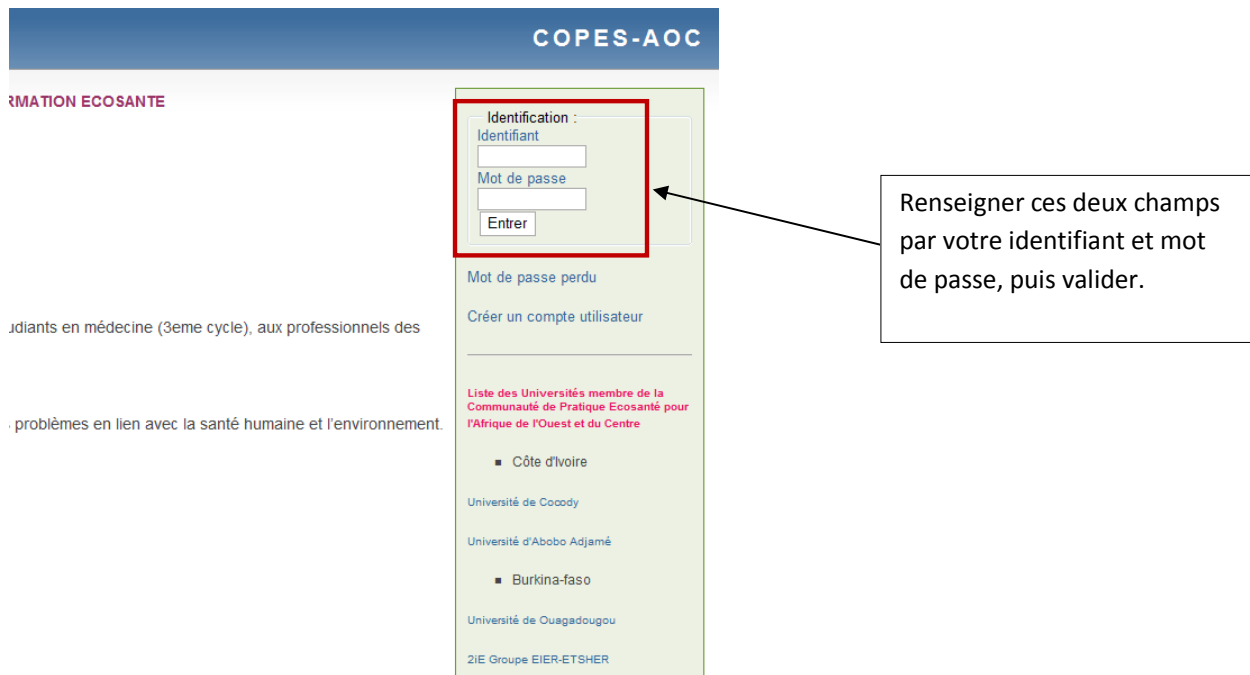 COPES-AOC
RMATION ECOSANTE
Identification :
Identifiant
Mot de passe
Entrer
Renseigner ces deux champs
par votre identifiant et mot
de passe, puis valider.
Mot de passe perdu
Créer un compte utilisateur
udiants en médecine (3eme cycle), aux professionnels des
Liste des Universités membre de la
Communauté de Pratique Ecosanté pour
l'Afrique de l'Ouest et du Centre
problèmes en lien avec la santé humaine et l'environnement.
▪ Côte d'Ivoire
Université de Cocody
Université d'Abobo Adjamé
▪ Burkina-faso
Université de Ouagadougou
2iE Groupe EIER-ETSHER